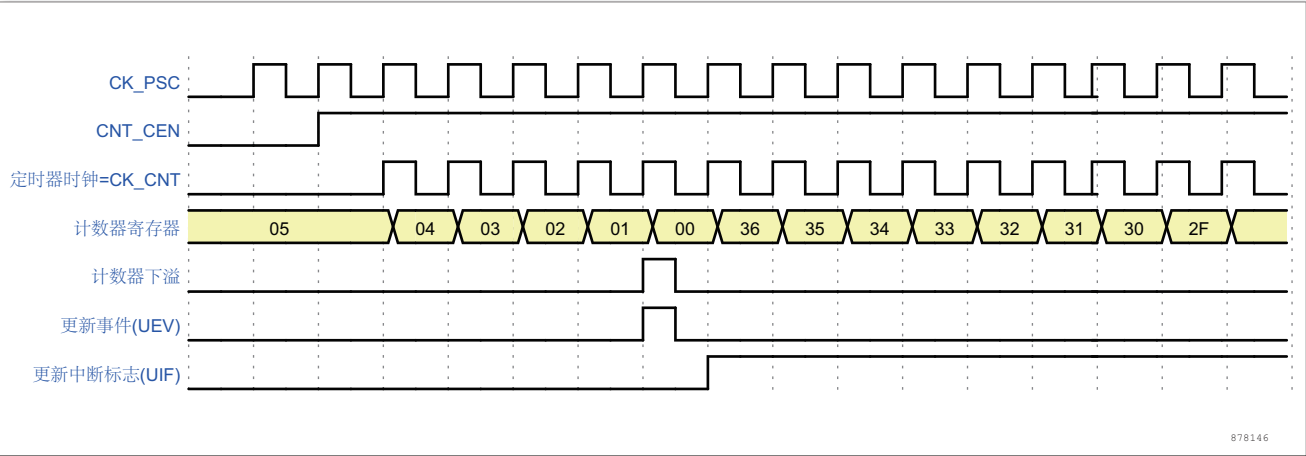 CK_PSC
CNT_CEN
定时器时钟=CK_CNT
计数器寄存器 05 04 03 02 01 00 36 35 34 33 32 31 30 2F
计数器下溢
更新事件(UEV)
更新中断标志(UIF)
878146